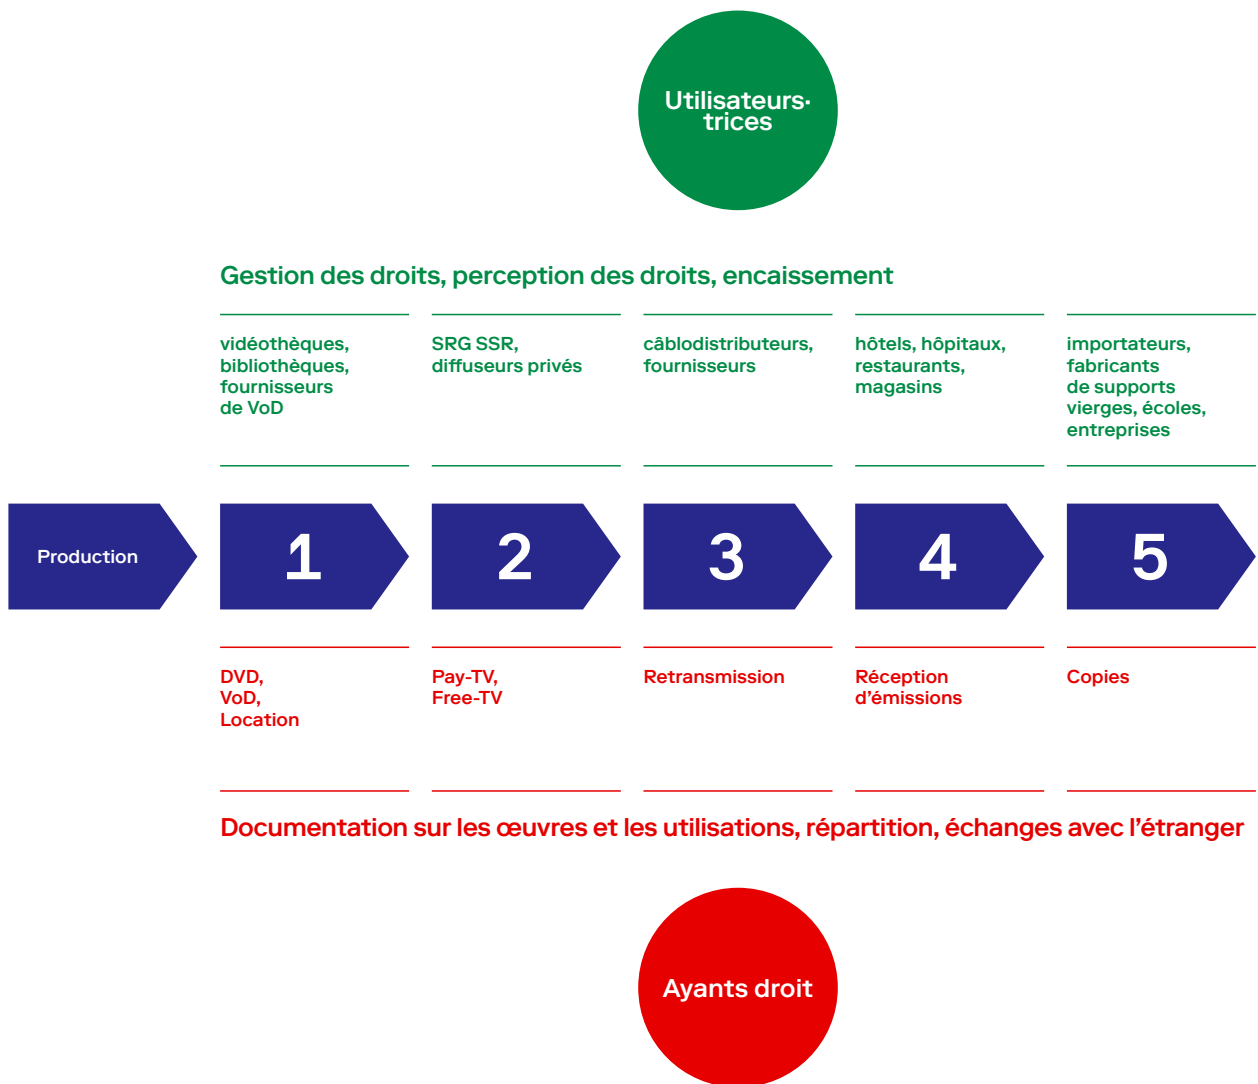 Utilisateurs·
trices
Gestion des droits, perception des droits, encaissement
vidéothèques,
bibliothèques,
fournisseurs
de VoD
SRG SSR,
diffuseurs privés
câblodistributeurs,
fournisseurs
hôtels, hôpitaux,
restaurants,
magasins
importateurs,
fabricants
de supports
vierges, écoles,
entreprises
Production
1
2
3
4
5
DVD,
VoD,
Location
Pay-TV,
Free-TV
Retransmission
Réception
d’émissions
Copies
Documentation sur les œuvres et les utilisations, répartition, échanges avec l’étranger
Ayants droit